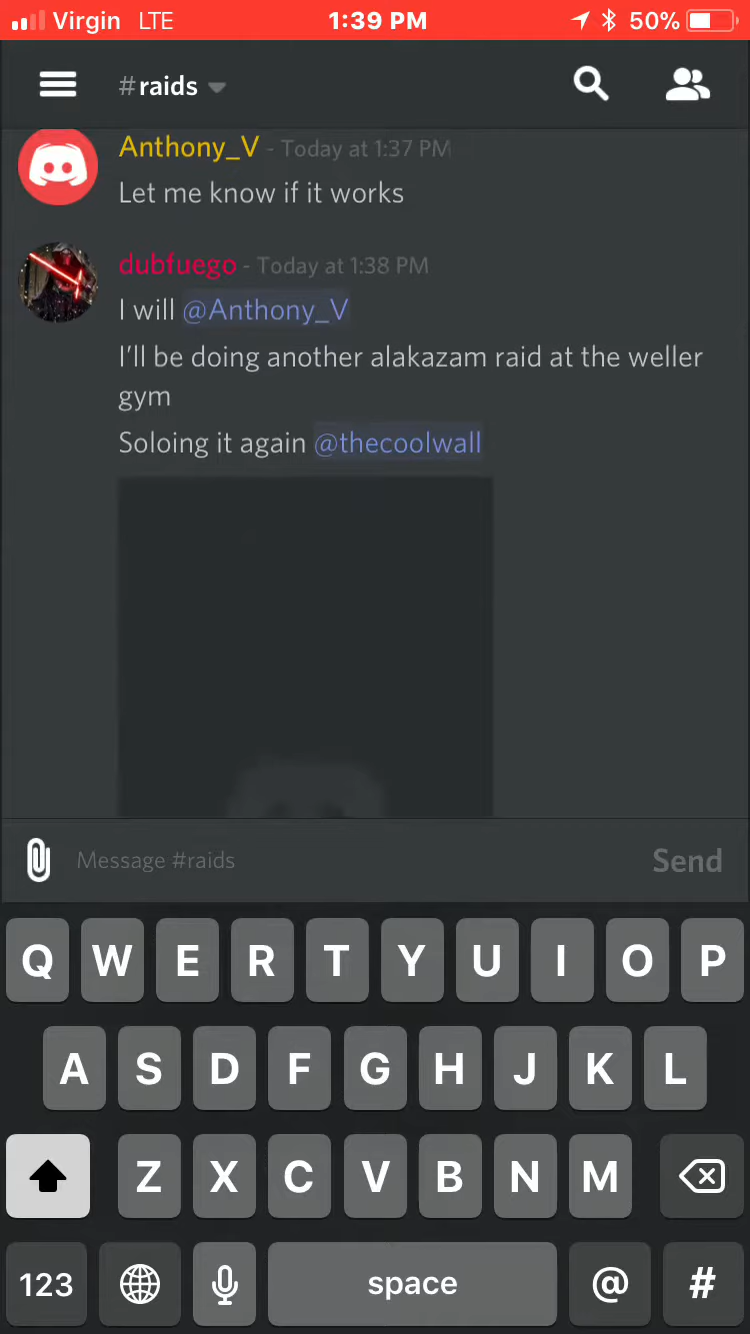 Virgin LTE 1:39 PM 50%
#raids
Anthony_V - Today at 1:37 PM
Let me know if it works
dubfuego - Today at 1:38 PM
I will @Anthony_V
I’ll be doing another alakazam raid at the weller
gym
Soloing it again @thecoolwall
Message #raids Send
Q W E R T Y U I O P
A S D F G H J K L
Z X C V B N M
123 space @ #